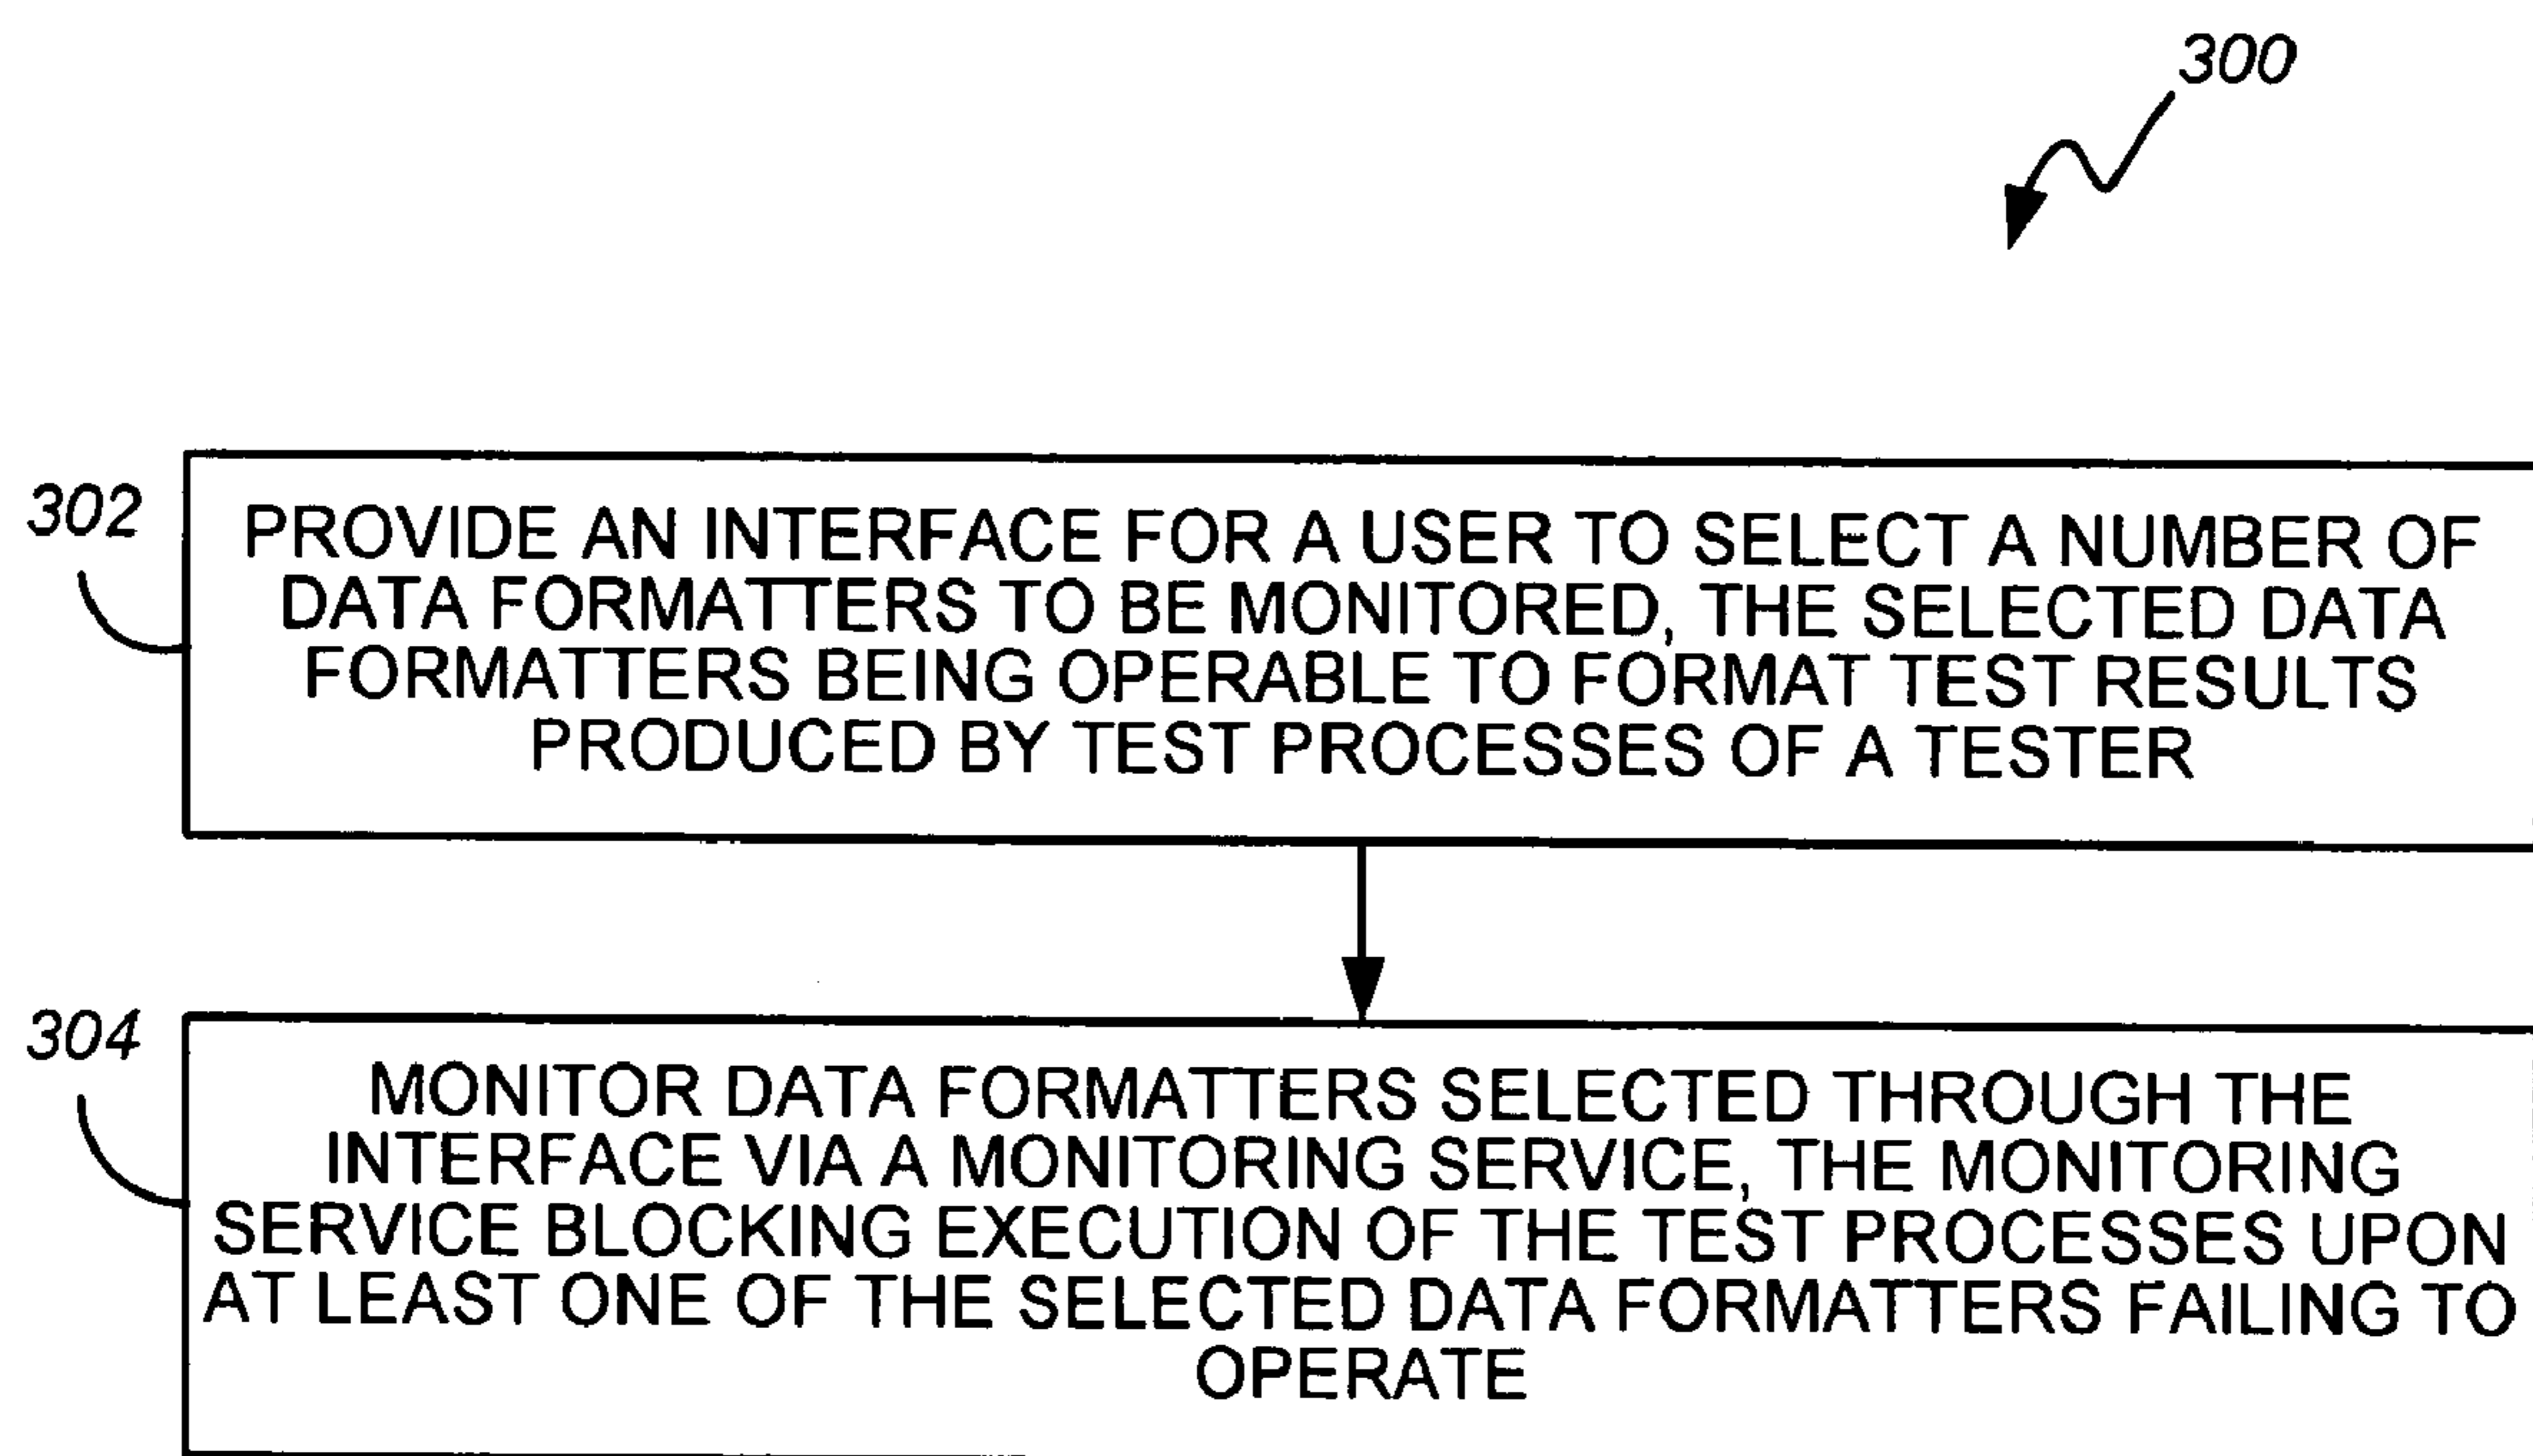 300
302
PROVIDE AN INTERFACE FOR A USER TO SELECT A NUMBER OF
DATA FORMATTERS TO BE MONITORED, THE SELECTED DATA
FORMATTERS BEING OPERABLE TO FORMAT TEST RESULTS
PRODUCED BY TEST PROCESSES OF A TESTER
304
MONITOR DATA FORMATTERS SELECTED THROUGH THE
INTERFACE VIA A MONITORING SERVICE, THE MONITORING
SERVICE BLOCKING EXECUTION OF THE TEST PROCESSES UPON
AT LEAST ONE OF THE SELECTED DATA FORMATTERS FAILING TO
OPERATE